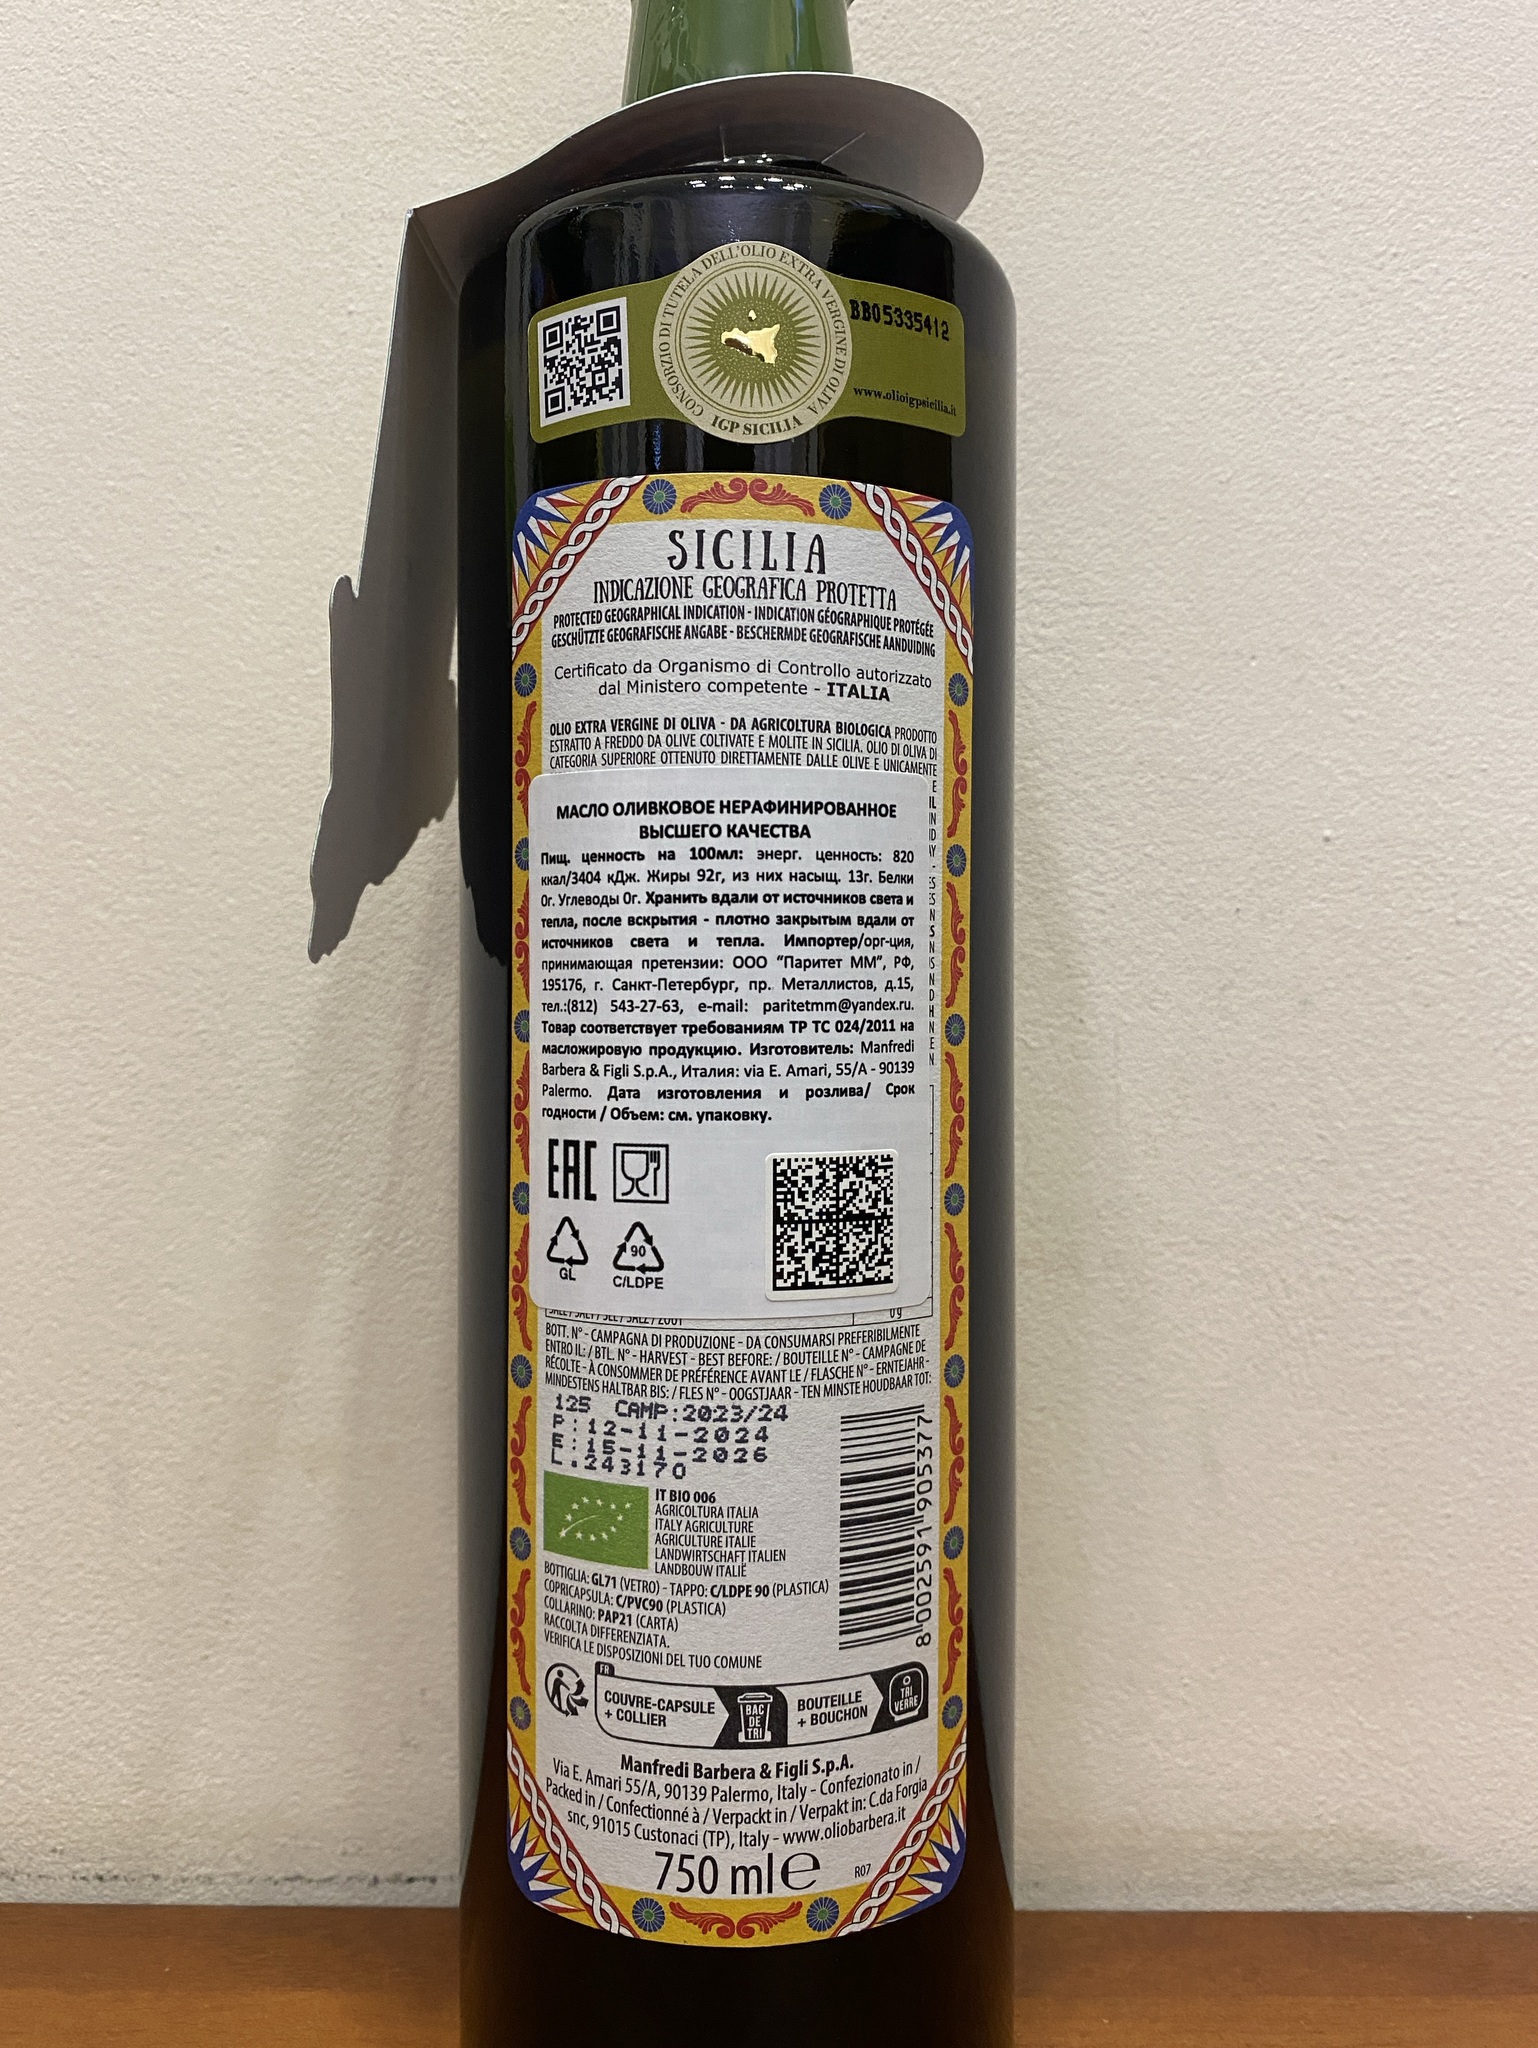 CONSORZIO DI TUTELA DELL'OLIO EXTRA VERGINE DI OLIVA
IGP SICILIA
BB05335412
www.olioigpsicilia.it
SICILIA
INDICAZIONE GEOGRAFICA PROTETTA
PROTECTED GEOGRAPHICAL INDICATION - INDICATION GÉOGRAPHIQUE PROTÉGÉE
GESCHÜTZTE GEOGRAFISCHE ANGABE - BESCHERMDE GEOGRAFISCHE AANDUIDING
Certificato da Organismo di Controllo autorizzato
dal Ministero competente - ITALIA
OLIO EXTRA VERGINE DI OLIVA - DA AGRICOLTURA BIOLOGICA PRODOTTO
ESTRATTO A FREDDO DA OLIVE COLTIVATE E MOLITE IN SICILIA. OLIO DI OLIVA DI
CATEGORIA SUPERIORE OTTENUTO DIRETTAMENTE DALLE OLIVE E UNICAMENTE
МАСЛО ОЛИВКОВОЕ НЕРАФИНИРОВАННОЕ
ВЫСШЕГО КАЧЕСТВА
Пищ. ценность на 100мл: энерг. ценность: 820
ккал/3404 кДж. Жиры 92г, из них насыщ. 13г. Белки
0г. Углеводы 0г. Хранить вдали от источников света и
тепла, после вскрытия - плотно закрытым вдали от
источников света и тепла. Импортер/орг-ция,
принимающая претензии: ООО "Паритет ММ", РФ,
195176, г. Санкт-Петербург, пр. Металлистов, д.15,
тел.:(812) 543-27-63, e-mail: paritetmm@yandex.ru.
Товар соответствует требованиям ТР ТС 024/2011 на
масложировую продукцию. Изготовитель: Manfredi
Barbera & Figli S.p.A., Италия: via E. Amari, 55/A - 90139
Palermo. Дата изготовления и розлива/ Срок
годности / Объем: см. упаковку.
EAC
GL
90
C/LDPE
0 g
BOTT. N° - CAMPAGNA DI PRODUZIONE - DA CONSUMARSI PREFERIBILMENTE
ENTRO IL: / BTL. N° - HARVEST - BEST BEFORE: / BOUTEILLE N° - CAMPAGNE DE
RÉCOLTE - À CONSOMMER DE PRÉFÉRENCE AVANT LE / FLASCHE N° - ERNTEJAHR -
MINDESTENS HALTBAR BIS: / FLES N° - OOGSTJAAR - TEN MINSTE HOUDBAAR TOT:
125 CAMP:2023/24
P:12-11-2024
E:15-11-2026
L.243170
IT BIO 006
AGRICOLTURA ITALIA
ITALY AGRICULTURE
AGRICULTURE ITALIE
LANDWIRTSCHAFT ITALIEN
LANDBOUW ITALIË
8 002591 905377
BOTTIGLIA: GL71 (VETRO) - TAPPO: C/LDPE 90 (PLASTICA)
COPRICAPSULA: C/PVC90 (PLASTICA)
COLLARINO: PAP21 (CARTA)
RACCOLTA DIFFERENZIATA.
VERIFICA LE DISPOSIZIONI DEL TUO COMUNE
FR
COUVRE-CAPSULE
+ COLLIER
BAC
DE
TRI
BOUTEILLE
+ BOUCHON
TRI
VERRE
Manfredi Barbera & Figli S.p.A.
Via E. Amari 55/A, 90139 Palermo, Italy - Confezionato in /
Packed in / Confectionné à / Verpackt in / Verpakt in: C.da Forgia
snc, 91015 Custonaci (TP), Italy - www.oliobarbera.it
750 ml e
R07